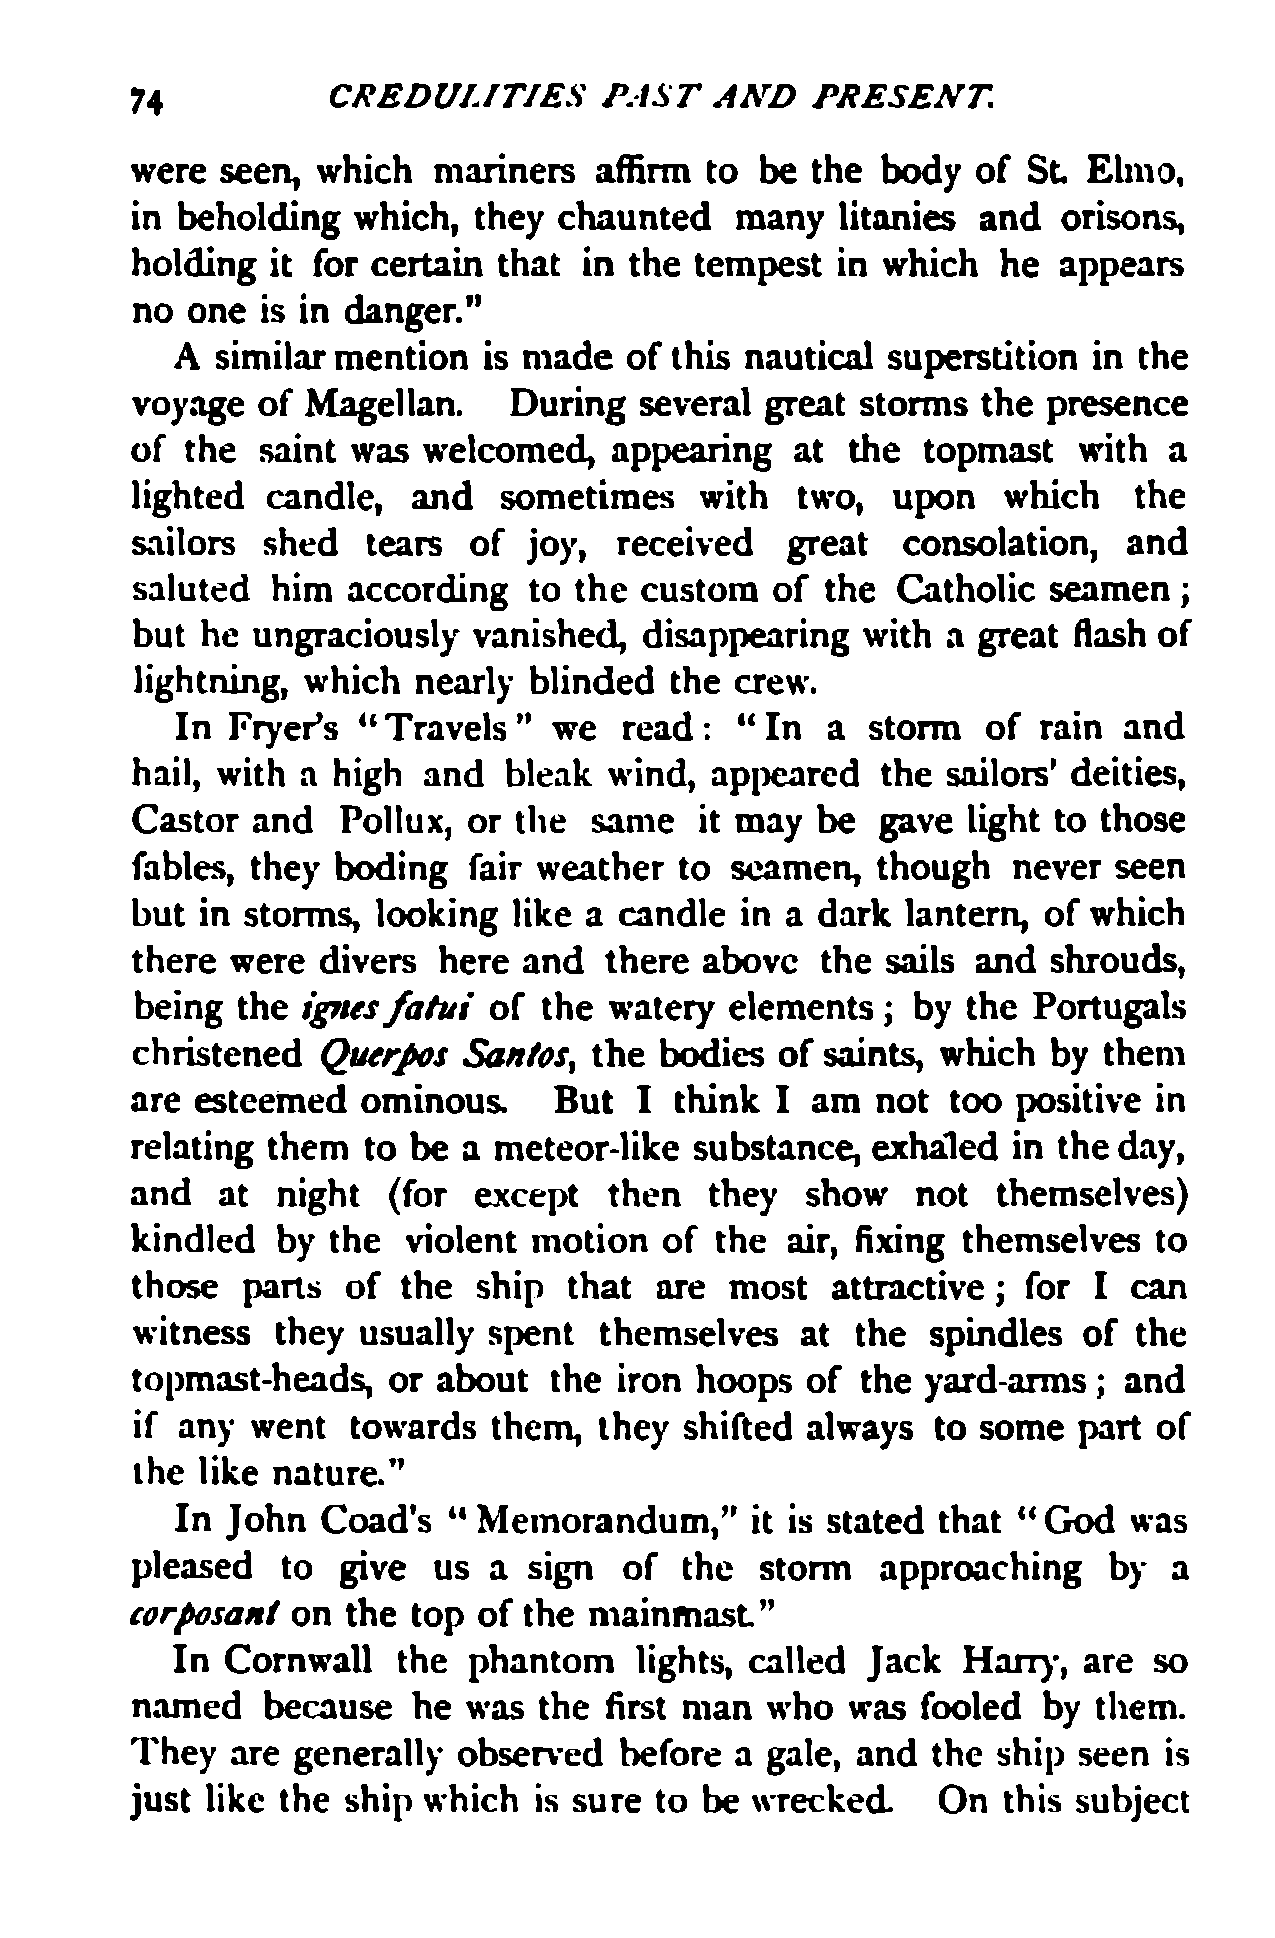 74 CREDULITIES PAST AND PRESENT.
were seen, which mariners affirm to be the body of St. Elmo,
in beholding which, they chaunted many litanies and orisons,
holding it for certain that in the tempest in which he appears
no one is in danger."
A similar mention is made of this nautical superstition in the
voyage of Magellan. During several great storms the presence
of the saint was welcomed, appearing at the topmast with a
lighted candle, and sometimes with two, upon which the
sailors shed tears of joy, received great consolation, and
saluted him according to the custom of the Catholic seamen ;
but he ungraciously vanished, disappearing with a great flash of
lightning, which nearly blinded the crew.
In Fryer's "Travels" we read : "In a storm of rain and
hail, with a high and bleak wind, appeared the sailors' deities,
Castor and Pollux, or the same it may be gave light to those
fables, they boding fair weather to seamen, though never seen
but in storms, looking like a candle in a dark lantern, of which
there were divers here and there above the sails and shrouds,
being the ignes fatui of the watery elements ; by the Portugals
christened Querpos Santos, the bodies of saints, which by them
are esteemed ominous. But I think I am not too positive in
relating them to be a meteor-like substance, exhaled in the day,
and at night (for except then they show not themselves)
kindled by the violent motion of the air, fixing themselves to
those parts of the ship that are most attractive ; for I can
witness they usually spent themselves at the spindles of the
topmast-heads, or about the iron hoops of the yard-arms ; and
if any went towards them, they shifted always to some part of
the like nature."
In John Coad's "Memorandum," it is stated that "God was
pleased to give us a sign of the storm approaching by a
corposant on the top of the mainmast."
In Cornwall the phantom lights, called Jack Harry, are so
named because he was the first man who was fooled by them.
They are generally observed before a gale, and the ship seen is
just like the ship which is sure to be wrecked. On this subject